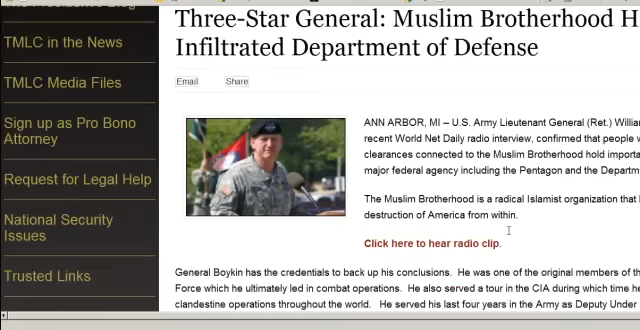 TMLC in the News
TMLC Media Files
Sign up as Pro Bono
Attorney
Request for Legal Help
National Security
Issues
Trusted Links
Three-Star General: Muslim Brotherhood H
Infiltrated Department of Defense
Email Share
ANN ARBOR, MI – U.S. Army Lieutenant General (Ret.) Willia
recent World Net Daily radio interview, confirmed that people w
clearances connected to the Muslim Brotherhood hold importa
major federal agency including the Pentagon and the Departm
The Muslim Brotherhood is a radical Islamist organization that
destruction of America from within.
Click here to hear radio clip.
General Boykin has the credentials to back up his conclusions. He was one of the original members of th
Force which he ultimately led in combat operations. He also served a tour in the CIA during which time he
clandestine operations throughout the world. He served his last four years in the Army as Deputy Under